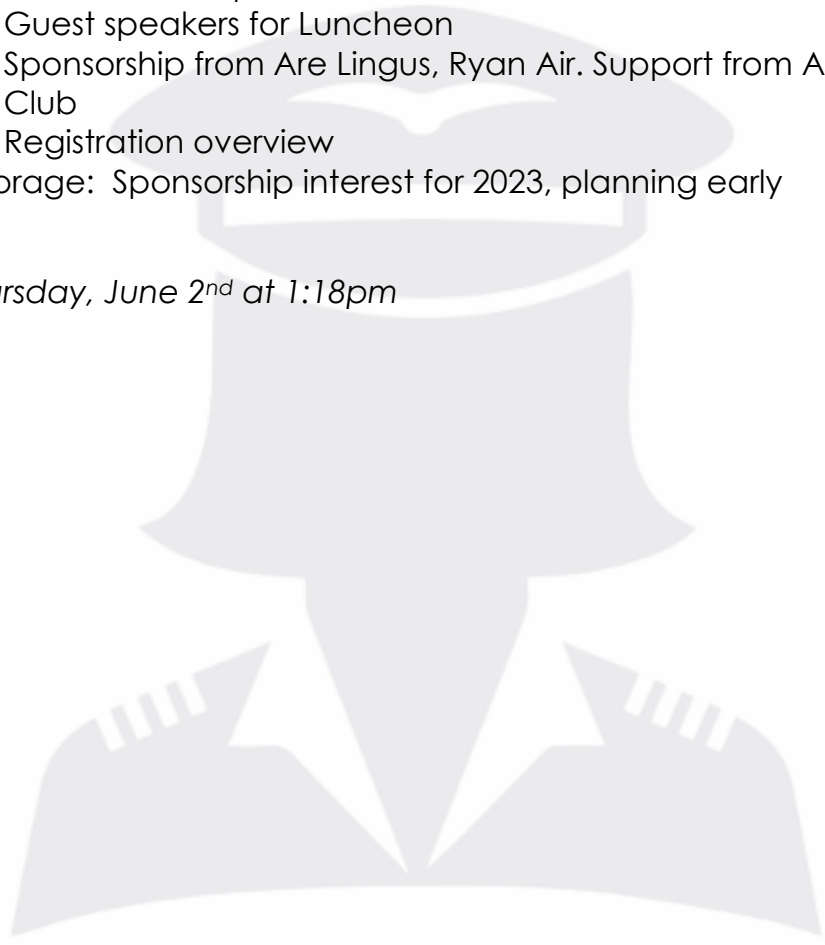 Guest speakers for Luncheon
Sponsorship from Are Lingus, Ryan Air. Support from A
Club
Registration overview
orage: Sponsorship interest for 2023, planning early
rsday, June 2nd at 1:18pm